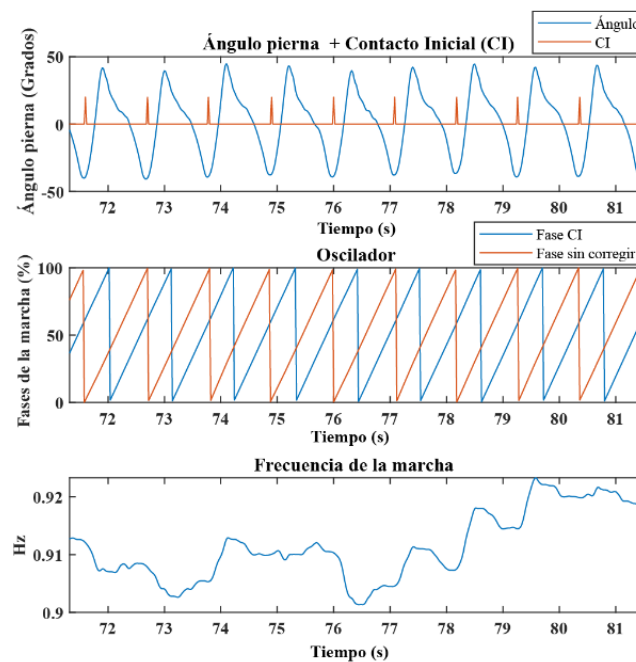 Ángulo pierna + Contacto Inicial (CI)
Ángulo
CI
Ángulo pierna (Grados)
50
0
-50
72 73 74 75 76 77 78 79 80 81
Tiempo (s)
Oscilador
Fase CI
Fase sin corregir
Fases de la marcha (%)
100
50
0
72 73 74 75 76 77 78 79 80 81
Tiempo (s)
Frecuencia de la marcha
Hz
0.92
0.91
0.9
72 73 74 75 76 77 78 79 80 81
Tiempo (s)